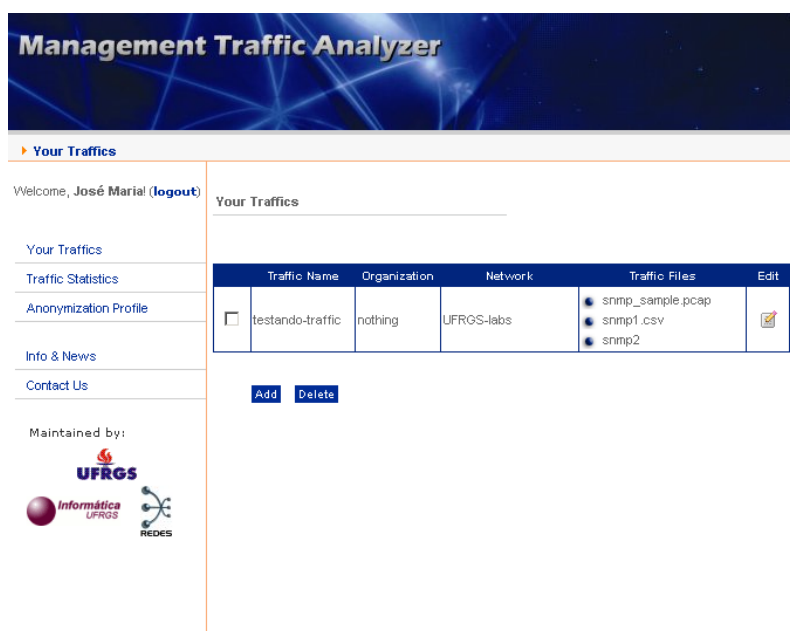 Management Traffic Analyzer
Your Traffics
Welcome, José Maria! (logout)
Your Traffics
Traffic Statistics
Anonymization Profile
Info & News
Contact Us
Maintained by:
UFRGS
Informática
UFRGS
REDES
Your Traffics
Traffic Name Organization Network Traffic Files Edit
testando-traffic nothing UFRGS-labs
snmp_sample.pcap
snmp1.csv
snmp2
Add Delete